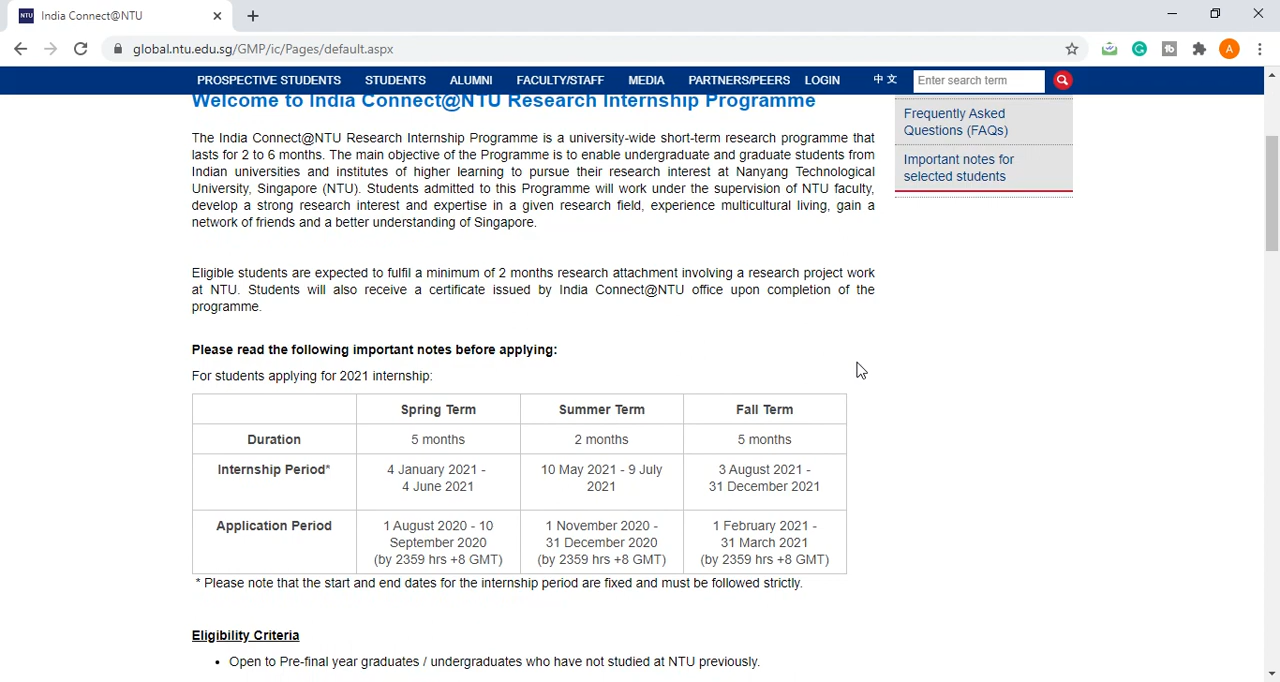 NTU India Connect@NTU
global.ntu.edu.sg/GMP/ic/Pages/default.aspx
A
PROSPECTIVE STUDENTS STUDENTS ALUMNI FACULTY/STAFF MEDIA PARTNERS/PEERS LOGIN 中文 Enter search term
Welcome to India Connect@NTU Research Internship Programme
The India Connect@NTU Research Internship Programme is a university-wide short-term research programme that
lasts for 2 to 6 months. The main objective of the Programme is to enable undergraduate and graduate students from
Indian universities and institutes of higher learning to pursue their research interest at Nanyang Technological
University, Singapore (NTU). Students admitted to this Programme will work under the supervision of NTU faculty,
develop a strong research interest and expertise in a given research field, experience multicultural living, gain a
network of friends and a better understanding of Singapore.
Eligible students are expected to fulfil a minimum of 2 months research attachment involving a research project work
at NTU. Students will also receive a certificate issued by India Connect@NTU office upon completion of the
programme.
Please read the following important notes before applying:
For students applying for 2021 internship:
Spring Term Summer Term Fall Term
Duration 5 months 2 months 5 months
Internship Period* 4 January 2021 - 10 May 2021 - 9 July 3 August 2021 -
4 June 2021 2021 31 December 2021
Application Period 1 August 2020 - 10 1 November 2020 - 1 February 2021 -
September 2020 31 December 2020 31 March 2021
(by 2359 hrs +8 GMT) (by 2359 hrs +8 GMT) (by 2359 hrs +8 GMT)
* Please note that the start and end dates for the internship period are fixed and must be followed strictly.
Eligibility Criteria
• Open to Pre-final year graduates / undergraduates who have not studied at NTU previously.
Frequently Asked
Questions (FAQs)
Important notes for
selected students